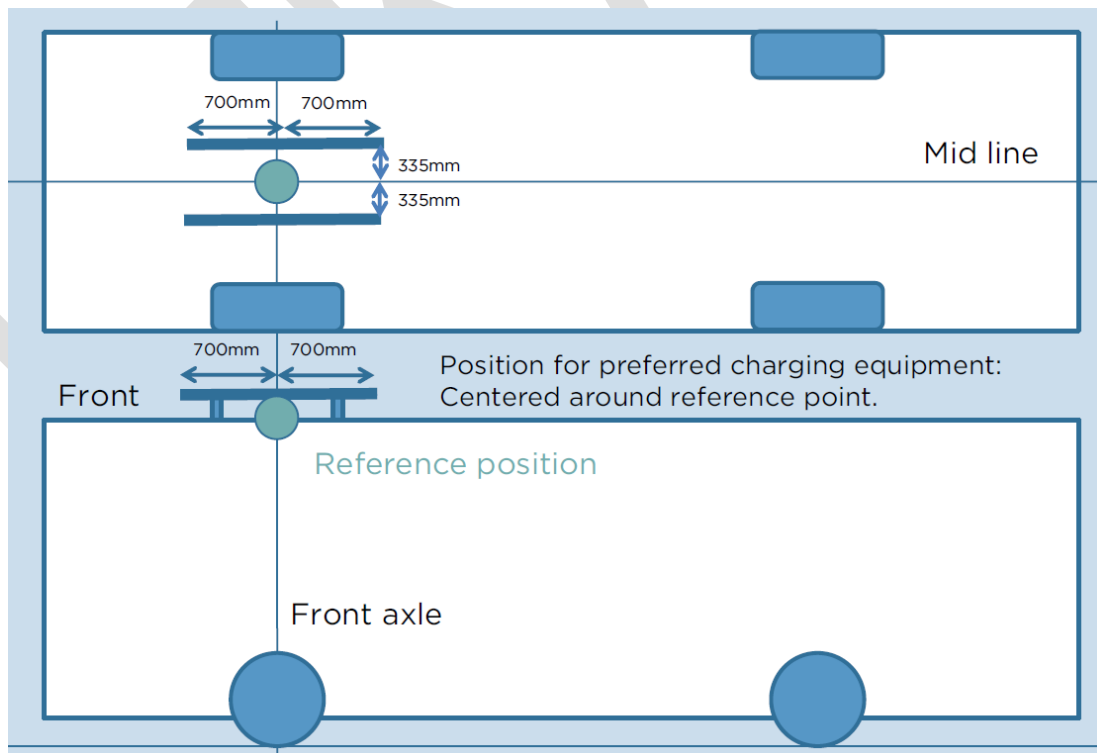 700mm 700mm
335mm
Mid line
335mm
700mm 700mm
Front
Position for preferred charging equipment:
Centered around reference point.
Reference position
Front axle